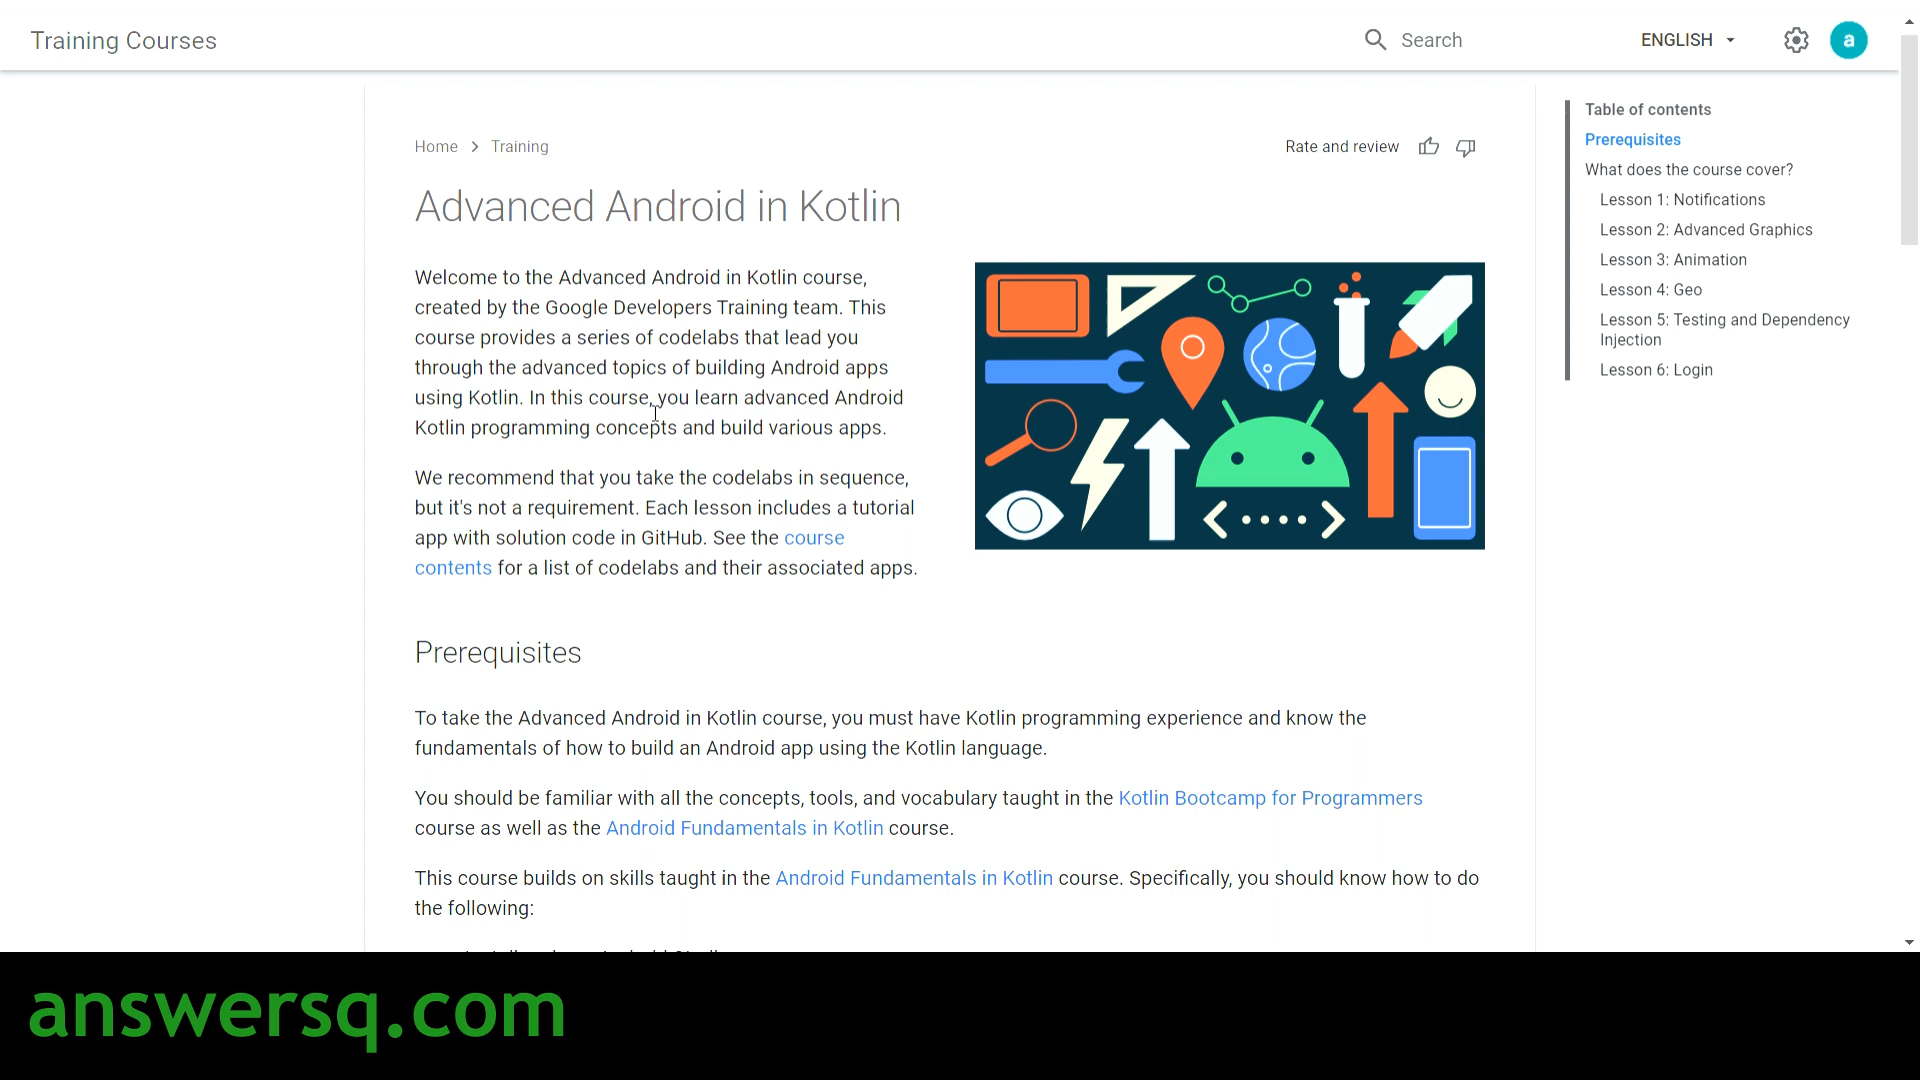 Training Courses
Search
ENGLISH
a
Home
Training
Rate and review
Advanced Android in Kotlin
Welcome to the Advanced Android in Kotlin course,
created by the Google Developers Training team. This
course provides a series of codelabs that lead you
through the advanced topics of building Android apps
using Kotlin. In this course, you learn advanced Android
Kotlin programming concepts and build various apps.
We recommend that you take the codelabs in sequence,
but it's not a requirement. Each lesson includes a tutorial
app with solution code in GitHub. See the course
contents for a list of codelabs and their associated apps.
Prerequisites
To take the Advanced Android in Kotlin course, you must have Kotlin programming experience and know the
fundamentals of how to build an Android app using the Kotlin language.
You should be familiar with all the concepts, tools, and vocabulary taught in the Kotlin Bootcamp for Programmers
course as well as the Android Fundamentals in Kotlin course.
This course builds on skills taught in the Android Fundamentals in Kotlin course. Specifically, you should know how to do
the following:
Table of contents
Prerequisites
What does the course cover?
Lesson 1: Notifications
Lesson 2: Advanced Graphics
Lesson 3: Animation
Lesson 4: Geo
Lesson 5: Testing and Dependency
Injection
Lesson 6: Login
answersq.com